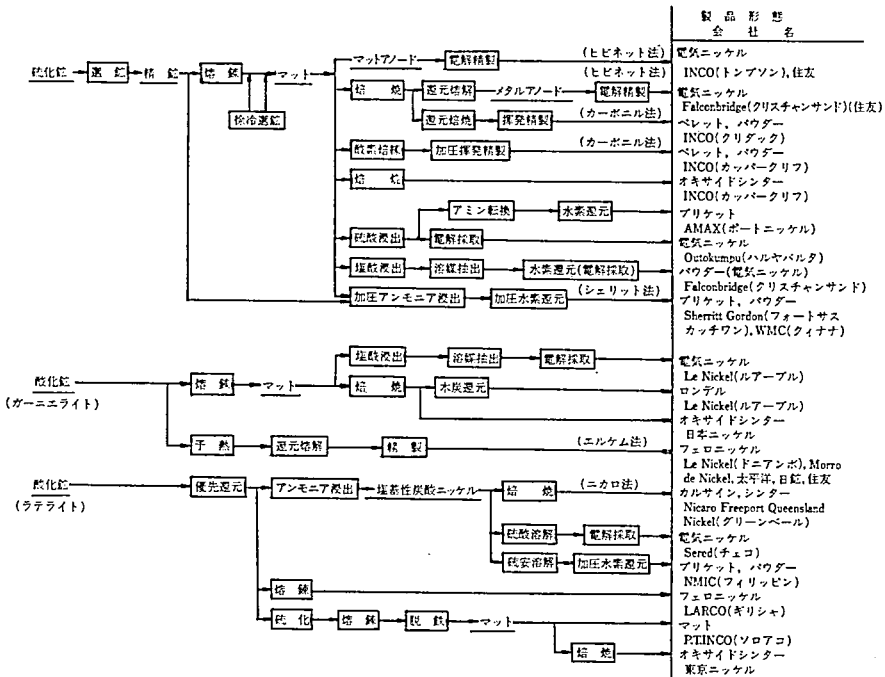 製品形態
会社名
マットアノード
電解精製
(ヒビネット法)
電気ニッケル
硫化鉱
選鉱
精鉱
熔錬
マット
(ヒビネット法)
INCO(トンプソン),住友
焙焼
還元熔解
メタルアノード
電解精製
電気ニッケル
Falconbridge(クリスチャンサンド)(住友)
徐冷選鉱
還元焙焼
揮発精製
(カーボニル法)
ペレット, パウダー
INCO(クリダック)
酸素焙錬
加圧揮発精製
(カーボニル法)
ペレット, パウダー
INCO(カッパークリフ)
焙焼
オキサイドシンター
INCO(カッパークリフ)
アミン転換
水素還元
ブリケット
AMAX(ポートニッケル)
硫酸浸出
電解採取
電気ニッケル
Outokumpu(ハルヤバルタ)
塩酸浸出
溶媒抽出
水素還元(電解採取)
パウダー(電気ニッケル)
Falconbridge(クリスチャンサンド)
加圧アンモニア浸出
加圧水素還元
(シェリット法)
ブリケット, パウダー
Sherritt Gordon(フォートサス
カッチワン),WMC(クィナナ)
塩酸浸出
溶媒抽出
電解採取
電気ニッケル
Le Nickel(ルアーブル)
酸化鉱
(ガーニエライト)
熔錬
マット
焙焼
木炭還元
ロンデル
Le Nickel(ルアーブル)
オキサイドシンター
日本ニッケル
予熱
還元熔解
精製
(エルケム法)
フェロニッケル
Le Nickel(ドニアンボ), Morro
de Nickel, 太平洋, 日鉱, 住友
酸化鉱
(ラテライト)
優先還元
アンモニア浸出
塩基性炭酸ニッケル
焙焼
(ニカロ法)
カルサイン, シンター
Nicaro Freeport Queensland
Nickel(グリーンベール)
硫酸溶解
電解採取
電気ニッケル
Sered(チェコ)
硫安溶解
加圧水素還元
ブリケット, パウダー
NMIC(フィリッピン)
熔錬
フェロニッケル
LARCO(ギリシャ)
硫化
熔錬
脱鉄
マット
マット
P.T.INCO(ソロアコ)
焙焼
オキサイドシンター
東京ニッケル